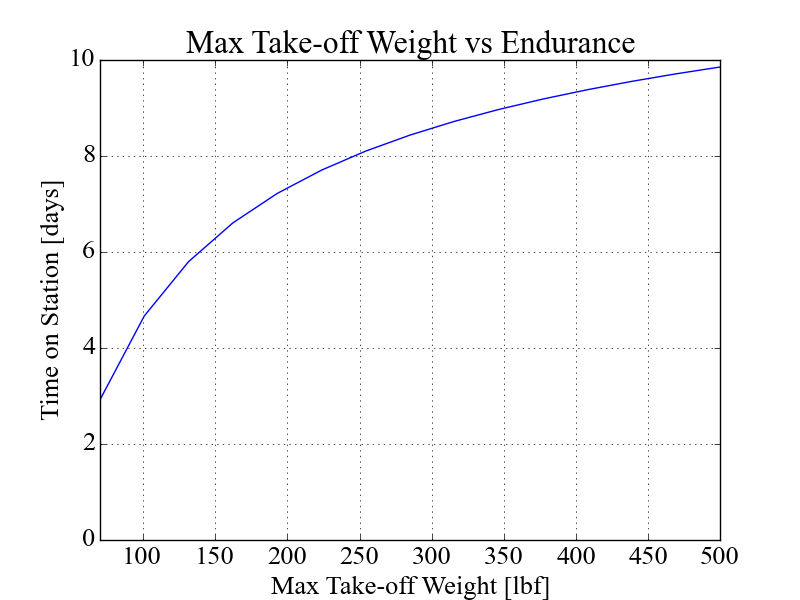 Max Take-off Weight vs Endurance
10
8
6
4
2
0
Time on Station [days]
100 150 200 250 300 350 400 450 500
Max Take-off Weight [lbf]